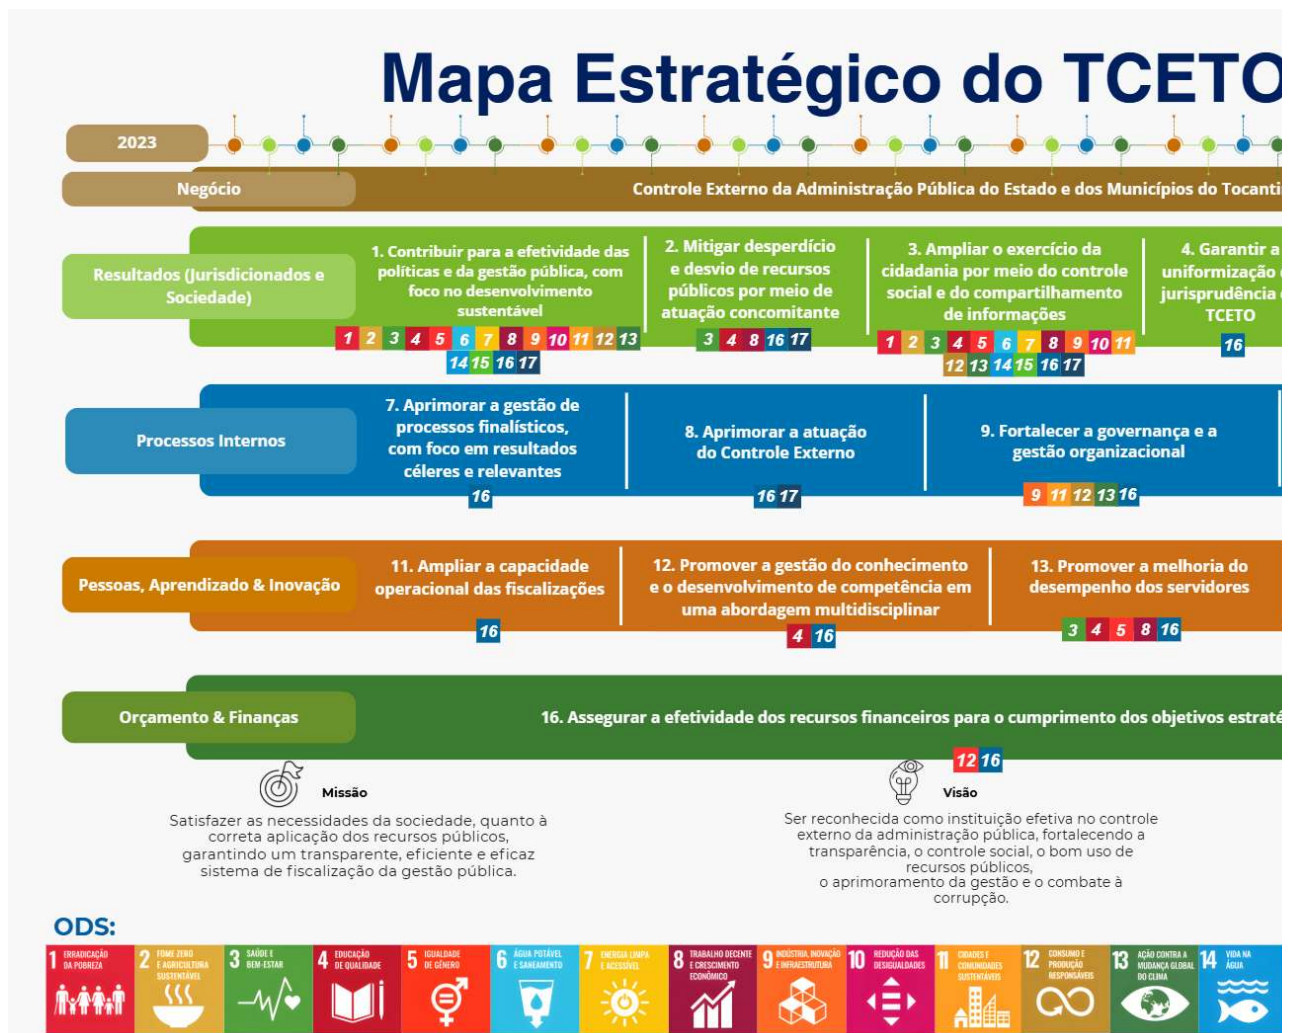 Mapa Estratégico do TCETO
2023
Negócio
Controle Externo da Administração Pública do Estado e dos Municípios do Tocanti
Resultados (Jurisdicionados e
Sociedade)
1. Contribuir para a efetividade das
políticas e da gestão pública, com
foco no desenvolvimento
sustentável
1 2 3 4 5 6 7 8 9 10 11 12 13
14 15 16 17
2. Mitigar desperdício
e desvio de recursos
públicos por meio de
atuação concomitante
3 4 8 16 17
3. Ampliar o exercício da
cidadania por meio do controle
social e do compartilhamento
de informações
1 2 3 4 5 6 7 8 9 10 11
12 13 14 15 16 17
4. Garantir a
uniformização
jurisprudência
TCETO
16
Processos Internos
7. Aprimorar a gestão de
processos finalísticos,
com foco em resultados
céleres e relevantes
16
8. Aprimorar a atuação
do Controle Externo
16 17
9. Fortalecer a governança e a
gestão organizacional
9 11 12 13 16
Pessoas, Aprendizado & Inovação
11. Ampliar a capacidade
operacional das fiscalizações
16
12. Promover a gestão do conhecimento
e o desenvolvimento de competência em
uma abordagem multidisciplinar
4 16
13. Promover a melhoria do
desempenho dos servidores
3 4 5 8 16
Orçamento & Finanças
16. Assegurar a efetividade dos recursos financeiros para o cumprimento dos objetivos estraté
12 16
Missão
Satisfazer as necessidades da sociedade, quanto à
correta aplicação dos recursos públicos,
garantindo um transparente, eficiente e eficaz
sistema de fiscalização da gestão pública.
Visão
Ser reconhecida como instituição efetiva no controle
externo da administração pública, fortalecendo a
transparência, o controle social, o bom uso de
recursos públicos,
o aprimoramento da gestão e o combate à
corrupção.
ODS:
1 ERRADICAÇÃO
DA POBREZA
2 FOME ZERO
E AGRICULTURA
SUSTENTÁVEL
3 SAÚDE E
BEM-ESTAR
4 EDUCAÇÃO
DE QUALIDADE
5 IGUALDADE
DE GÊNERO
6 ÁGUA POTÁVEL
E SANEAMENTO
7 ENERGIA LIMPA
E ACESSÍVEL
8 TRABALHO DECENTE
E CRESCIMENTO
ECONÔMICO
9 INDÚSTRIA, INOVAÇÃO
E INFRAESTRUTURA
10 REDUÇÃO DAS
DESIGUALDADES
11 CIDADES E
COMUNIDADES
SUSTENTÁVEIS
12 CONSUMO E
PRODUÇÃO
RESPONSÁVEIS
13 AÇÃO CONTRA A
MUDANÇA GLOBAL
DO CLIMA
14 VIDA NA
ÁGUA